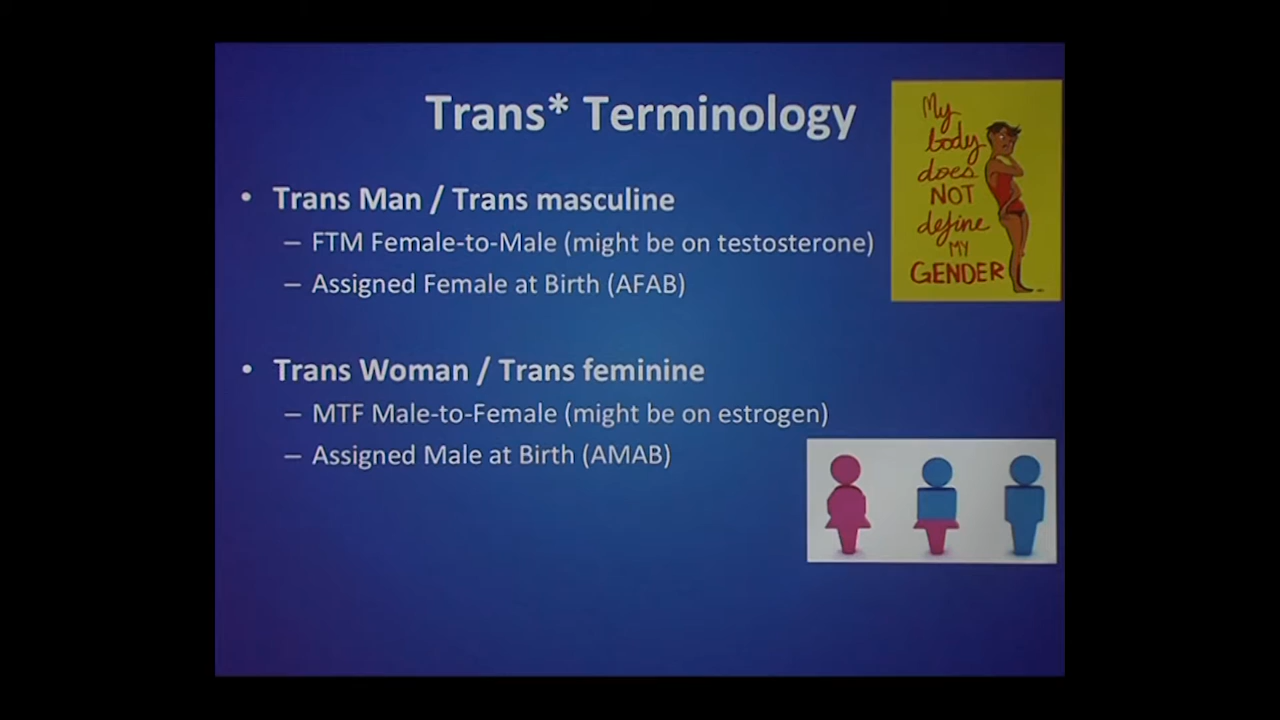 Trans* Terminology
• Trans Man / Trans masculine
– FTM Female-to-Male (might be on testosterone)
– Assigned Female at Birth (AFAB)
• Trans Woman / Trans feminine
– MTF Male-to-Female (might be on estrogen)
– Assigned Male at Birth (AMAB)
My
body
does
NOT
define
MY
GENDER